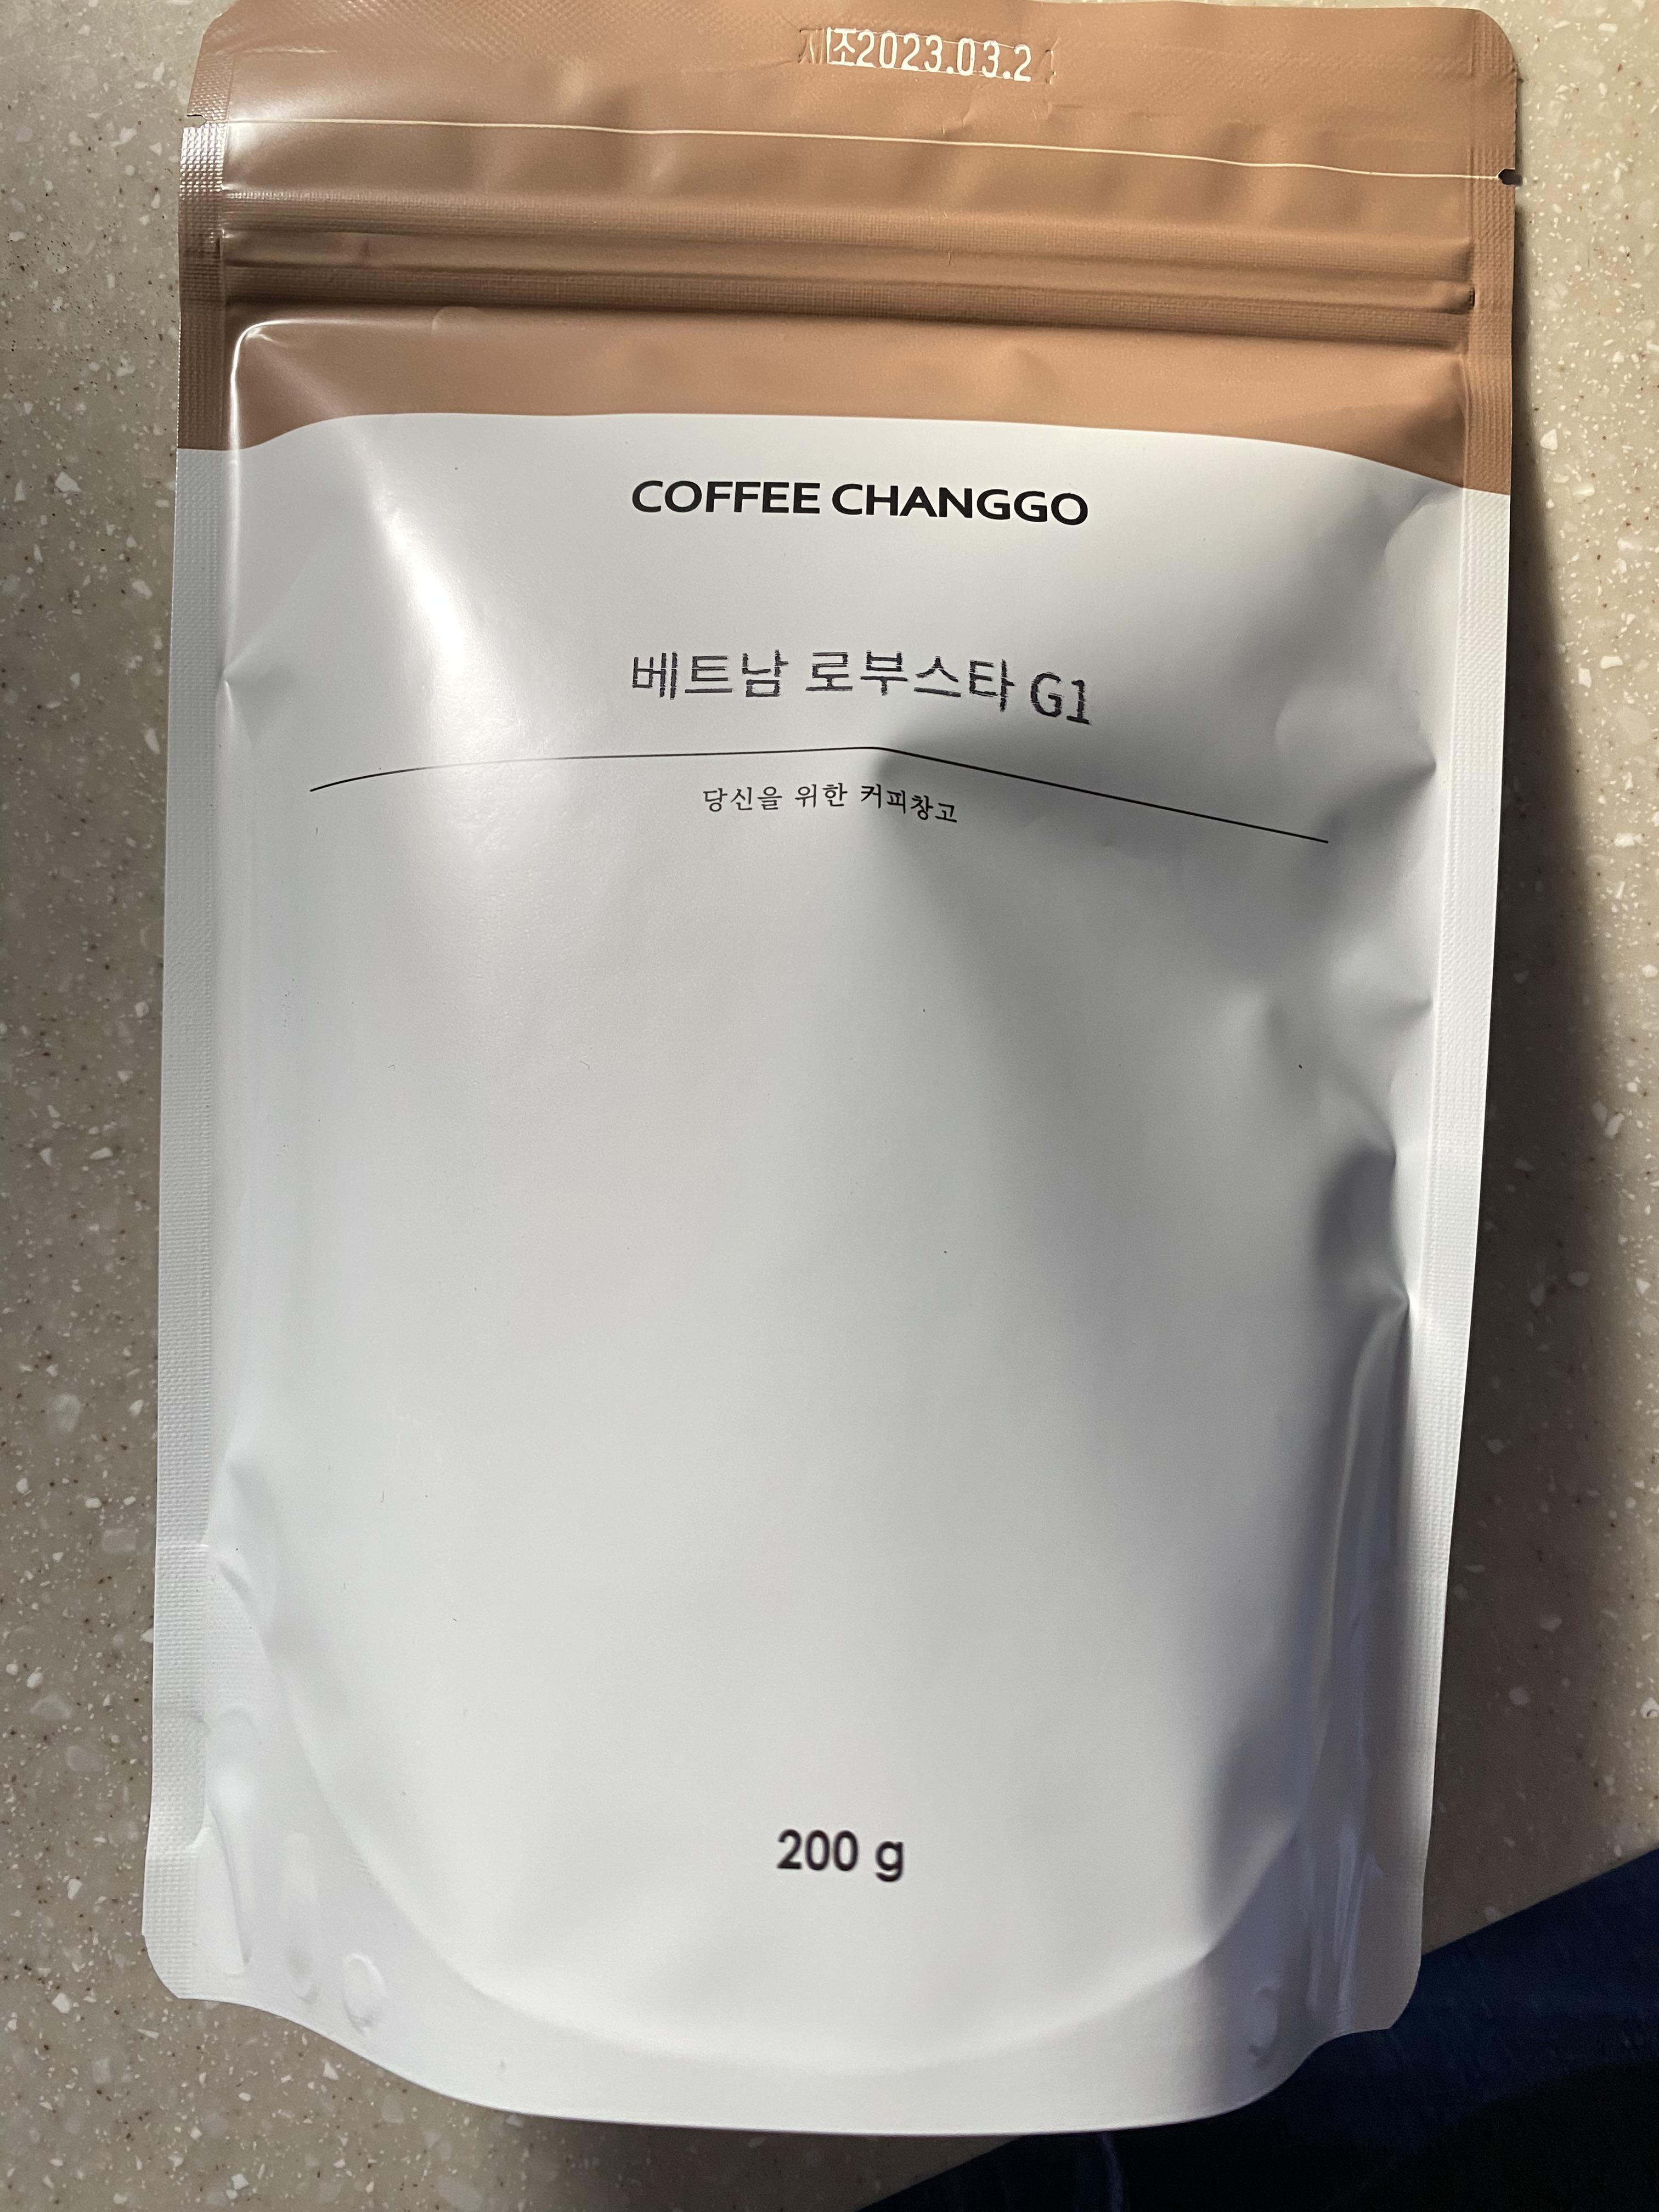 제조2023.03.2
COFFEE CHANGGO
베트남 로부스타 G1
당신을 위한 커피창고
200 g